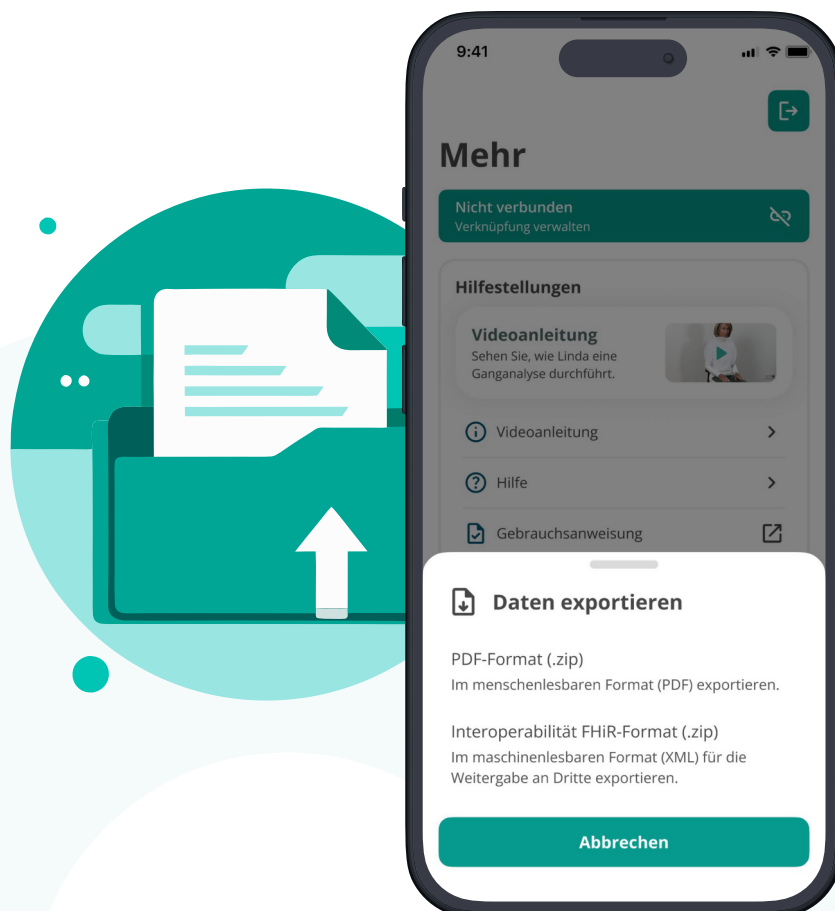 9:41
Mehr
Nicht verbunden
Verknüpfung verwalten
Hilfestellungen
Videoanleitung
Sehen Sie, wie Linda eine
Ganganalyse durchführt.
Videoanleitung
Hilfe
Gebrauchsanweisung
Daten exportieren
PDF-Format (.zip)
Im menschenlesbaren Format (PDF) exportieren.
Interoperabilität FHiR-Format (.zip)
Im maschinenlesbaren Format (XML) für die
Weitergabe an Dritte exportieren.
Abbrechen